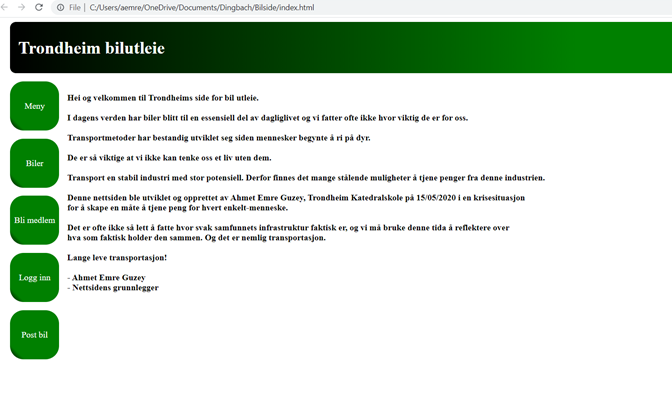 File | C:/Users/aemre/OneDrive/Documents/Dingbach/Bilside/index.html
Trondheim bilutleie
Meny
Hei og velkommen til Trondheims side for bil utleie.
I dagens verden har biler blitt til en essensiell del av dagliglivet og vi fatter ofte ikke hvor viktig de er for oss.
Transportmetoder har bestandig utviklet seg siden mennesker begynte å ri på dyr.
Biler
De er så viktige at vi ikke kan tenke oss et liv uten dem.
Transport en stabil industri med stor potensiell. Derfor finnes det mange stålende muligheter å tjene penger fra denne industrien.
Denne nettsiden ble utviklet og opprettet av Ahmet Emre Guzey, Trondheim Katedralskole på 15/05/2020 i en krisesituasjon
for å skape en måte å tjene peng for hvert enkelt-menneske.
Bli medlem
Det er ofte ikke så lett å fatte hvor svak samfunnets infrastruktur faktisk er, og vi må bruke denne tida å reflektere over
hva som faktisk holder den sammen. Og det er nemlig transportasjon.
Lange leve transportasjon!
Logg inn
- Ahmet Emre Guzey
- Nettsidens grunnlegger
Post bil